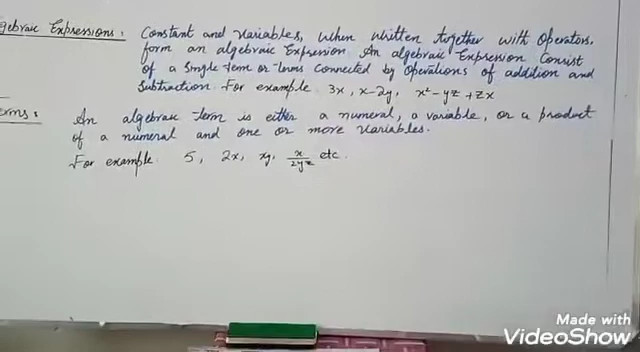 gebraic Expressions: Constant and Variables, when written together with Operators,
form an algebraic Expression. An algebraic Expression Consist
of a Single term or terms connected by Operations of addition and
Subtraction. For example. 3x, x-2y, x² - yz + zx
erms: An algebraic term is either a numeral, a variable, or a product
of a numeral and one or more variables.
For example. 5, 2x, xy, x/2yz etc.
Made with
VideoShow